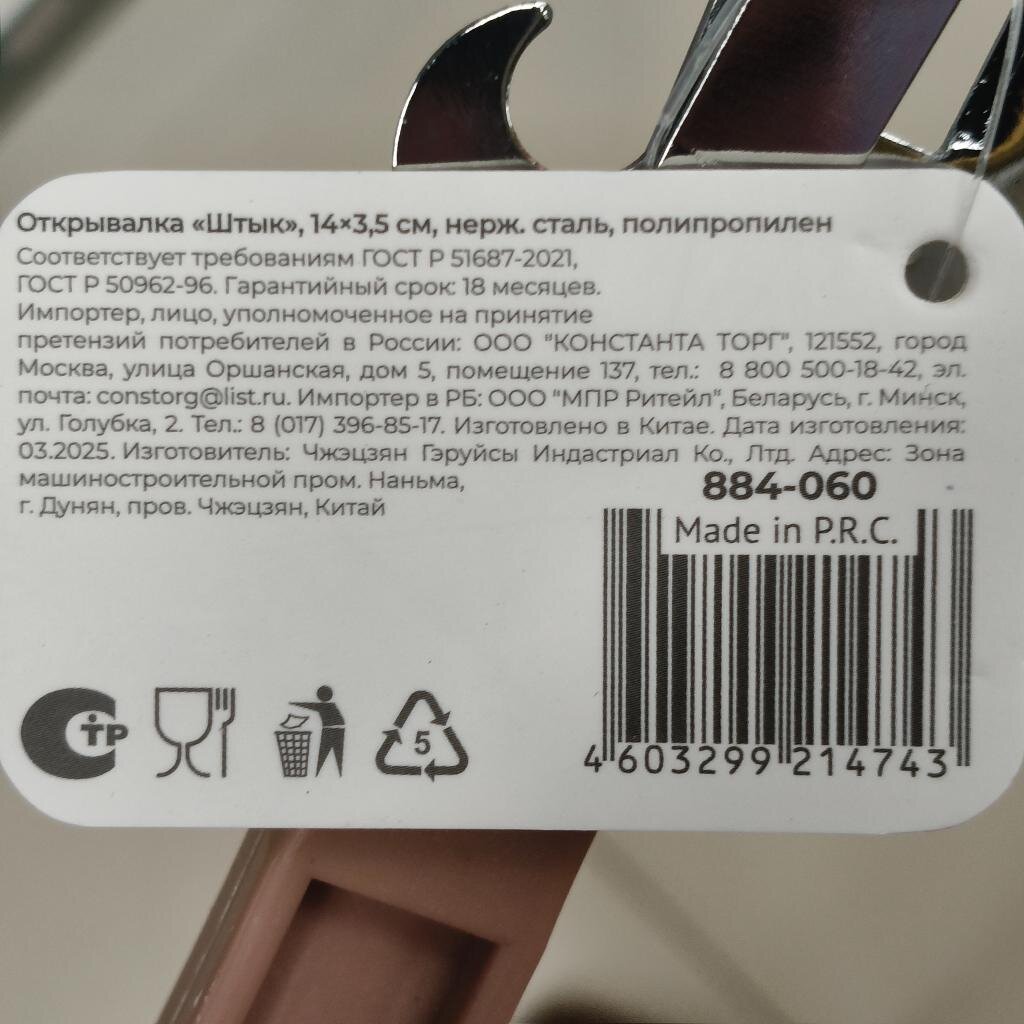 Открывалка «Штык», 14×3,5 см, нерж. сталь, полипропилен
Соответствует требованиям ГОСТ Р 51687-2021,
ГОСТ Р 50962-96. Гарантийный срок: 18 месяцев.
Импортер, лицо, уполномоченное на принятие
претензий потребителей в России: ООО "КОНСТАНТА ТОРГ", 121552, город
Москва, улица Оршанская, дом 5, помещение 137, тел.: 8 800 500-18-42, эл.
почта: constorg@list.ru. Импортер в РБ: ООО "МПР Ритейл", Беларусь, г. Минск,
ул. Голубка, 2. Тел.: 8 (017) 396-85-17. Изготовлено в Китае. Дата изготовления:
03.2025. Изготовитель: Чжэцзян Гэруйсы Индастриал Ко., Лтд. Адрес: Зона
машиностроительной пром. Наньма,
г. Дунян, пров. Чжэцзян, Китай
884-060
Made in P.R.C.
СТР
5
4 603299 214743